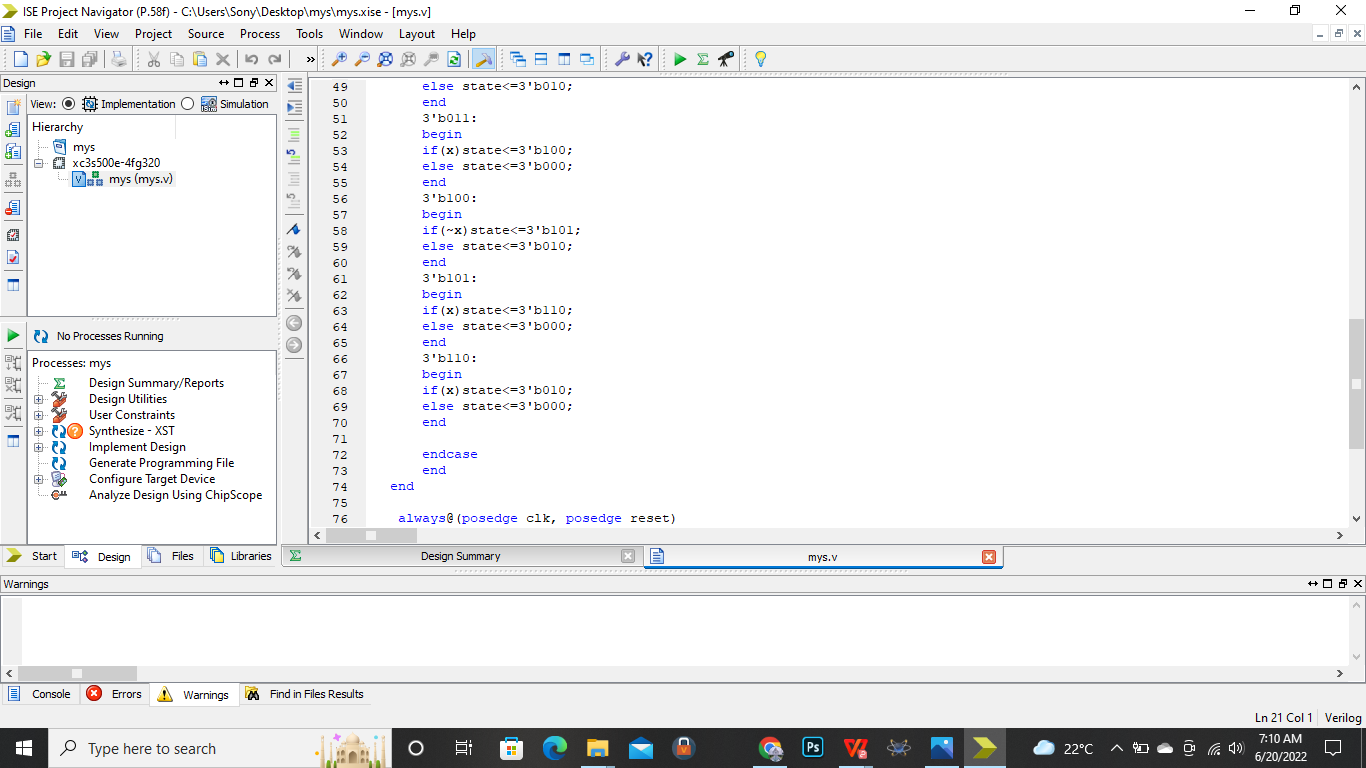 ISE Project Navigator (P.58f) - C:\Users\Sony\Desktop\mys\mys.xise - [mys.v]
File Edit View Project Source Process Tools Window Layout Help
»
Design
View: Implementation Simulation
Hierarchy
mys
xc3s500e-4fg320
V mys (mys.v)
No Processes Running
Processes: mys
Design Summary/Reports
Design Utilities
User Constraints
Synthesize - XST
Implement Design
Generate Programming File
Configure Target Device
Analyze Design Using ChipScope
Start Design Files Libraries
49 else state<=3'b010;
50 end
51 3'b011:
52 begin
53 if(x)state<=3'b100;
54 else state<=3'b000;
55 end
56 3'b100:
57 begin
58 if(~x)state<=3'b101;
59 else state<=3'b010;
60 end
61 3'b101:
62 begin
63 if(x)state<=3'b110;
64 else state<=3'b000;
65 end
66 3'b110:
67 begin
68 if(x)state<=3'b010;
69 else state<=3'b000;
70 end
71
72 endcase
73 end
74 end
75
76 always@(posedge clk, posedge reset)
Design Summary mys.v
Warnings
Console Errors Warnings Find in Files Results
Ln 21 Col 1 Verilog
Type here to search
Ps
22°C
7:10 AM
6/20/2022